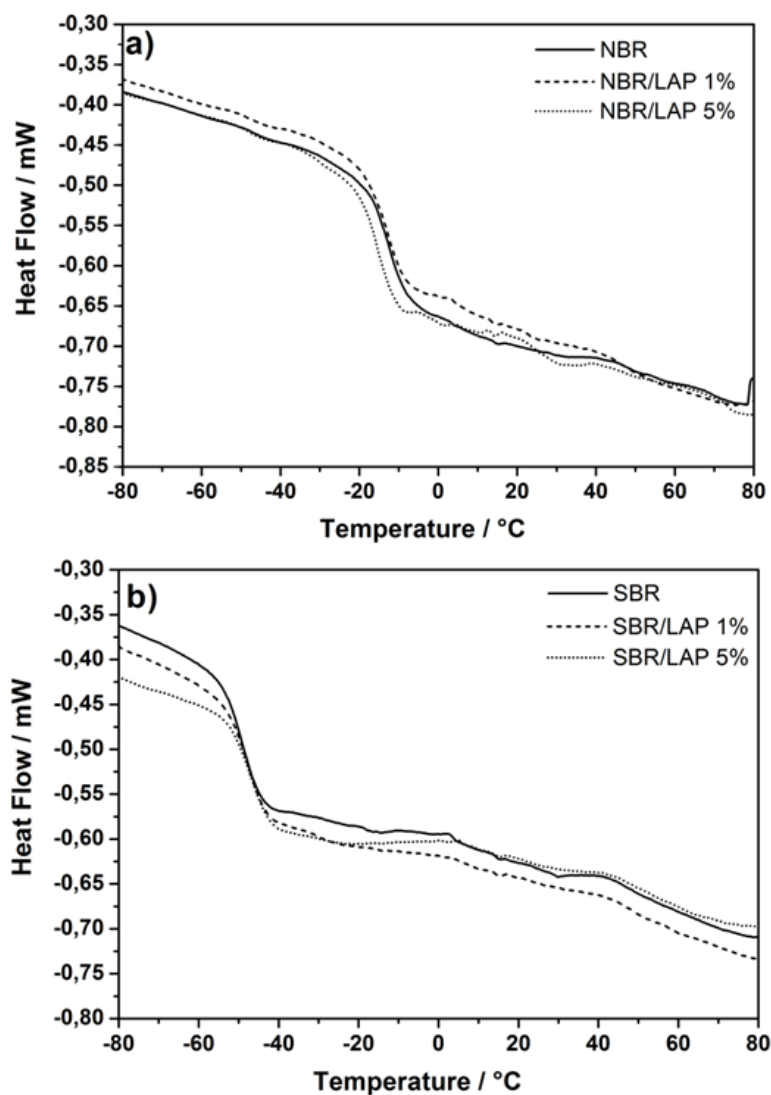 a)
NBR
NBR/LAP 1%
NBR/LAP 5%
-0,30
-0,35
-0,40
-0,45
-0,50
-0,55
-0,60
-0,65
-0,70
-0,75
-0,80
-0,85
Heat Flow / mW
-80 -60 -40 -20 0 20 40 60 80
Temperature / °C
b)
SBR
SBR/LAP 1%
SBR/LAP 5%
-0,30
-0,35
-0,40
-0,45
-0,50
-0,55
-0,60
-0,65
-0,70
-0,75
-0,80
Heat Flow / mW
-80 -60 -40 -20 0 20 40 60 80
Temperature / °C